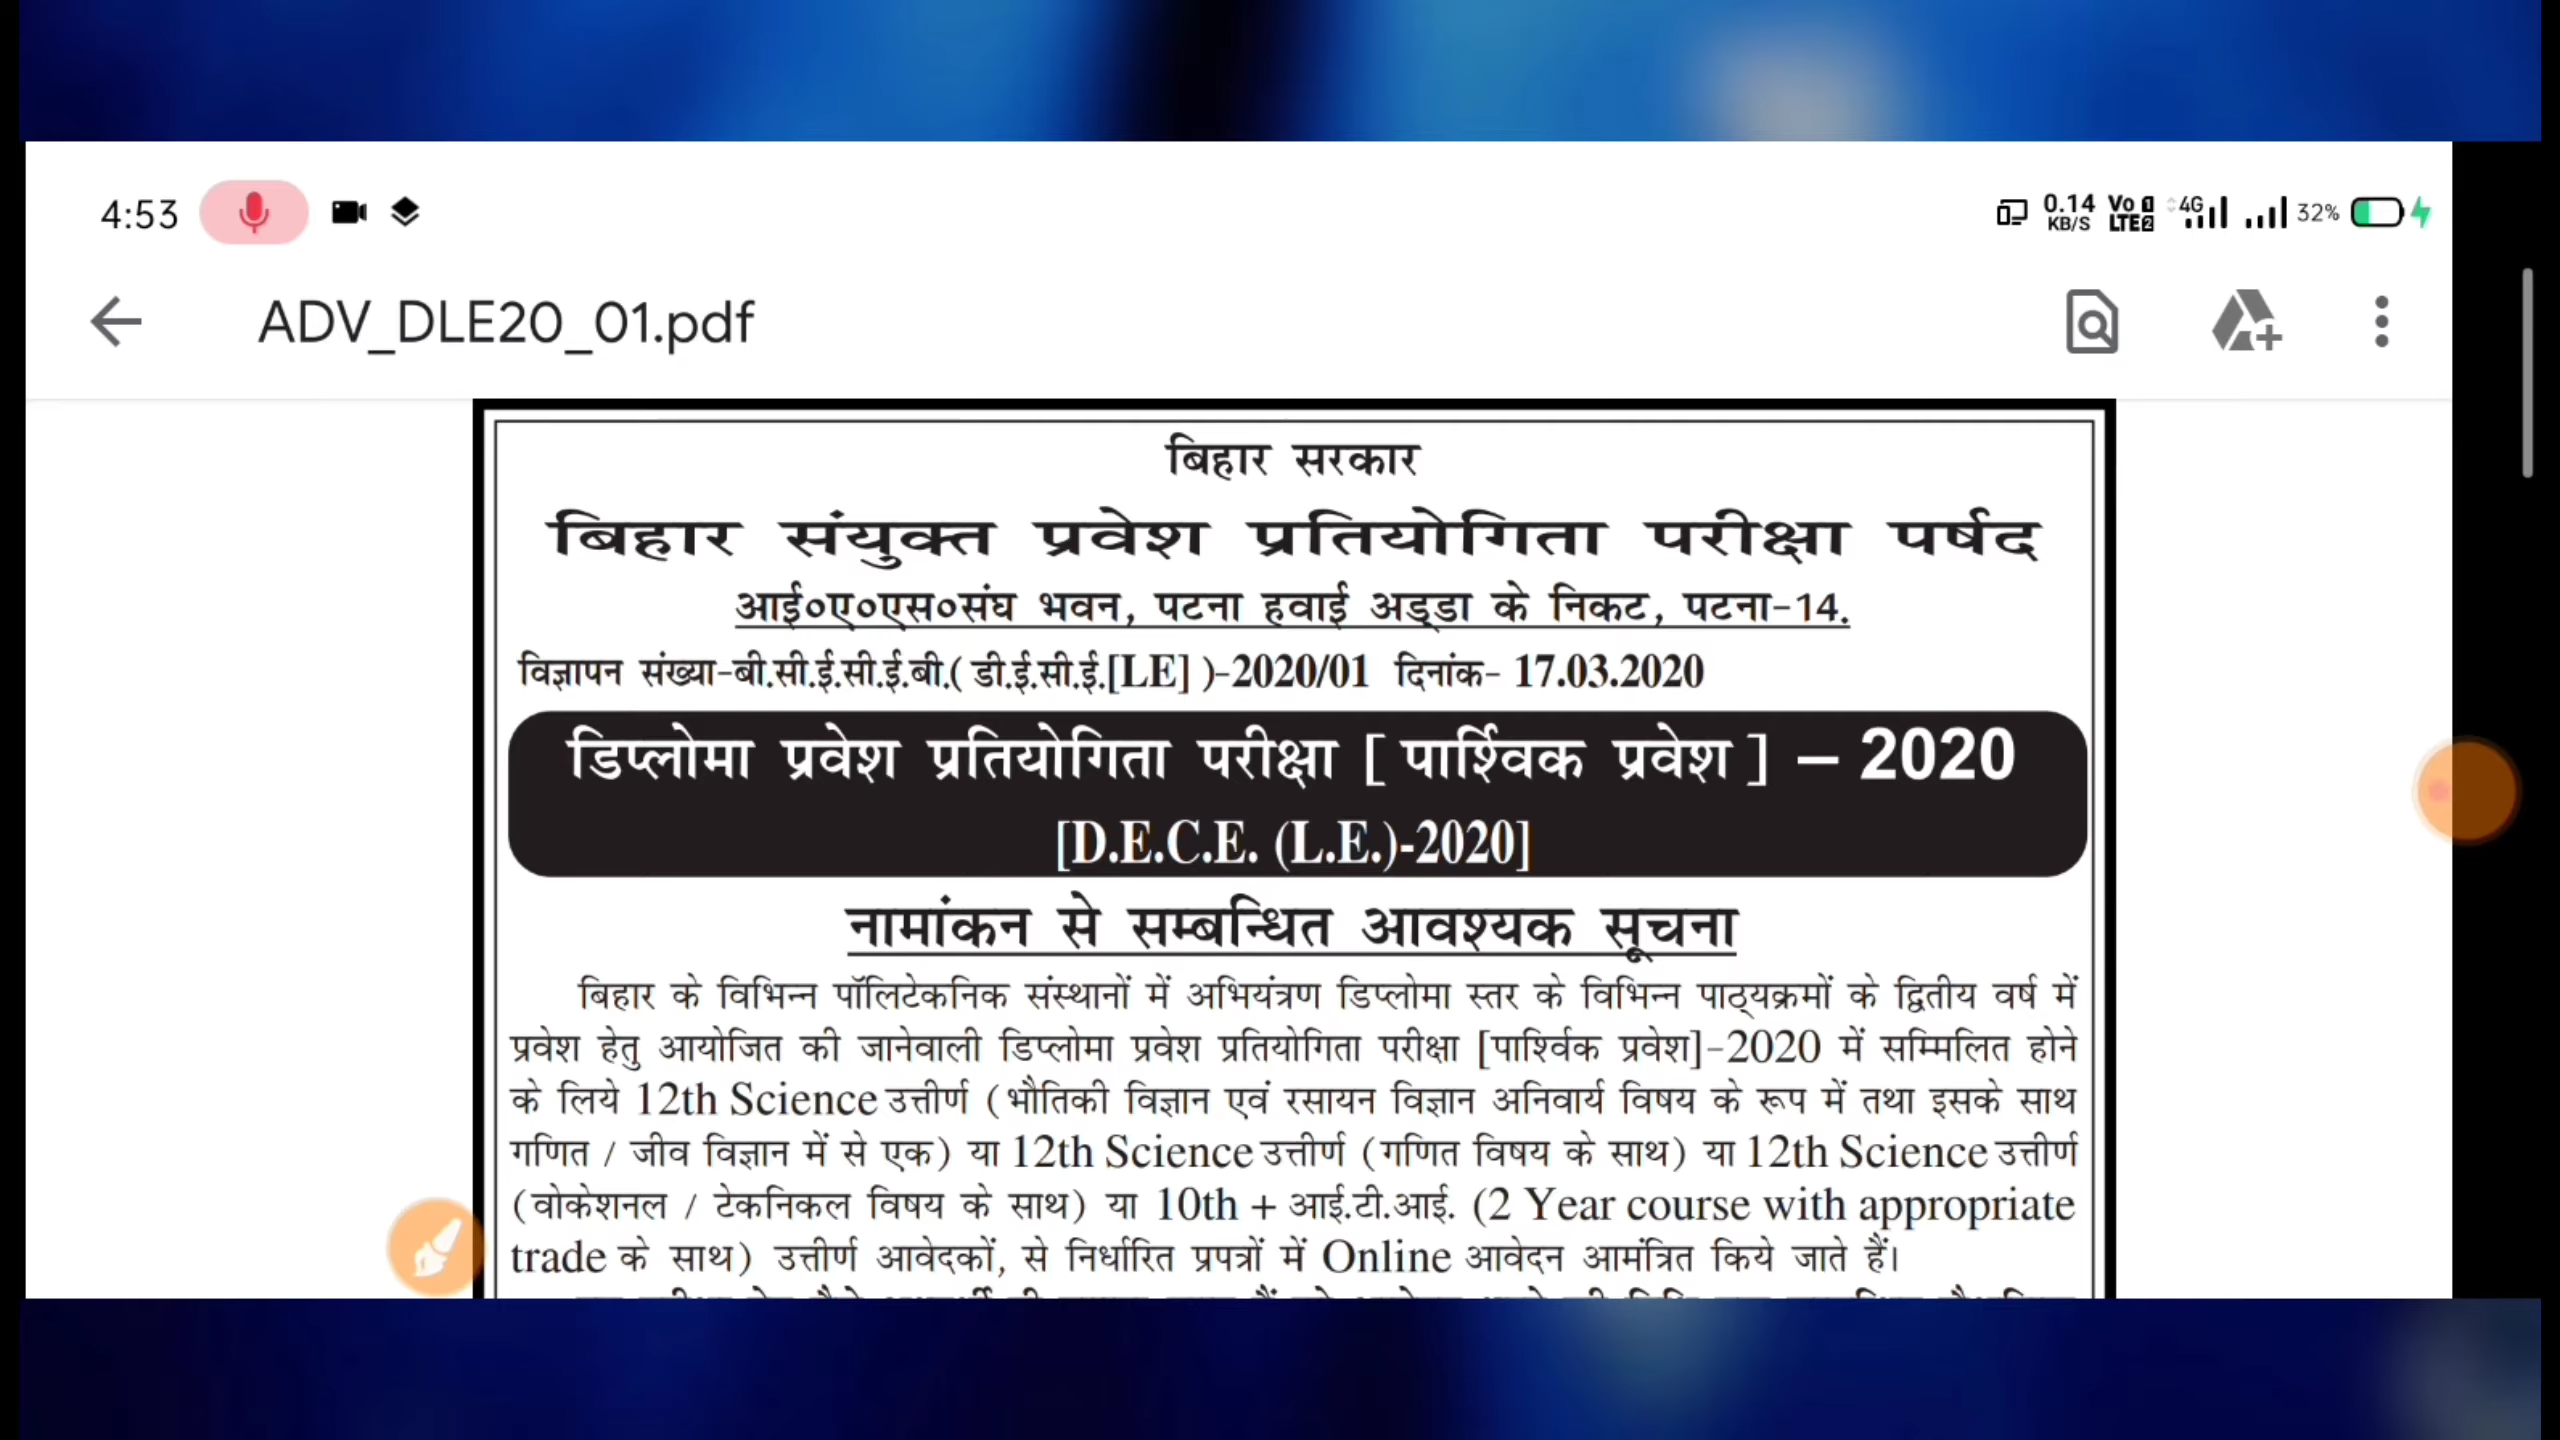 4:53 0.14 KB/S Vo LTE 1 2 4G 32%
ADV_DLE20_01.pdf
बिहार सरकार
बिहार संयुक्त प्रवेश प्रतियोगिता परीक्षा पर्षद
आई०ए०एस०संघ भवन, पटना हवाई अड्डा के निकट, पटना-14.
विज्ञापन संख्या-बी.सी.ई.सी.ई.बी.( डी.ई.सी.ई.[LE] )-2020/01 दिनांक- 17.03.2020
डिप्लोमा प्रवेश प्रतियोगिता परीक्षा [ पार्श्विक प्रवेश ] – 2020
[D.E.C.E. (L.E.)-2020]
नामांकन से सम्बन्धित आवश्यक सूचना
बिहार के विभिन्न पॉलिटेकनिक संस्थानों में अभियंत्रण डिप्लोमा स्तर के विभिन्न पाठ्यक्रमों के द्वितीय वर्ष में
प्रवेश हेतु आयोजित की जानेवाली डिप्लोमा प्रवेश प्रतियोगिता परीक्षा [पार्श्विक प्रवेश]-2020 में सम्मिलित होने
के लिये 12th Science उत्तीर्ण (भौतिकी विज्ञान एवं रसायन विज्ञान अनिवार्य विषय के रूप में तथा इसके साथ
गणित / जीव विज्ञान में से एक) या 12th Science उत्तीर्ण (गणित विषय के साथ) या 12th Science उत्तीर्ण
(वोकेशनल / टेकनिकल विषय के साथ) या 10th + आई.टी.आई. (2 Year course with appropriate
trade के साथ) उत्तीर्ण आवेदकों, से निर्धारित प्रपत्रों में Online आवेदन आमंत्रित किये जाते हैं।